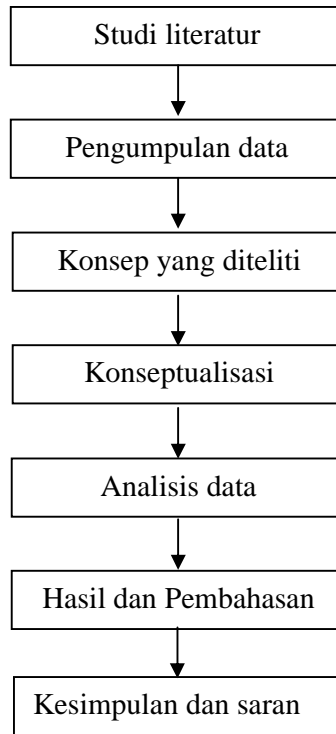 Studi literatur
Pengumpulan data
Konsep yang diteliti
Konseptualisasi
Analisis data
Hasil dan Pembahasan
Kesimpulan dan saran